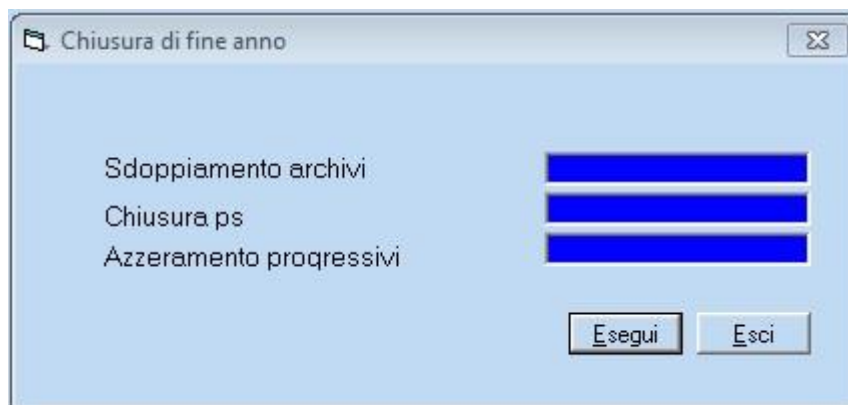 Chiusura di fine anno
Sdoppiamento archivi
Chiusura ps
Azzeramento progressivi
Esegui Esci